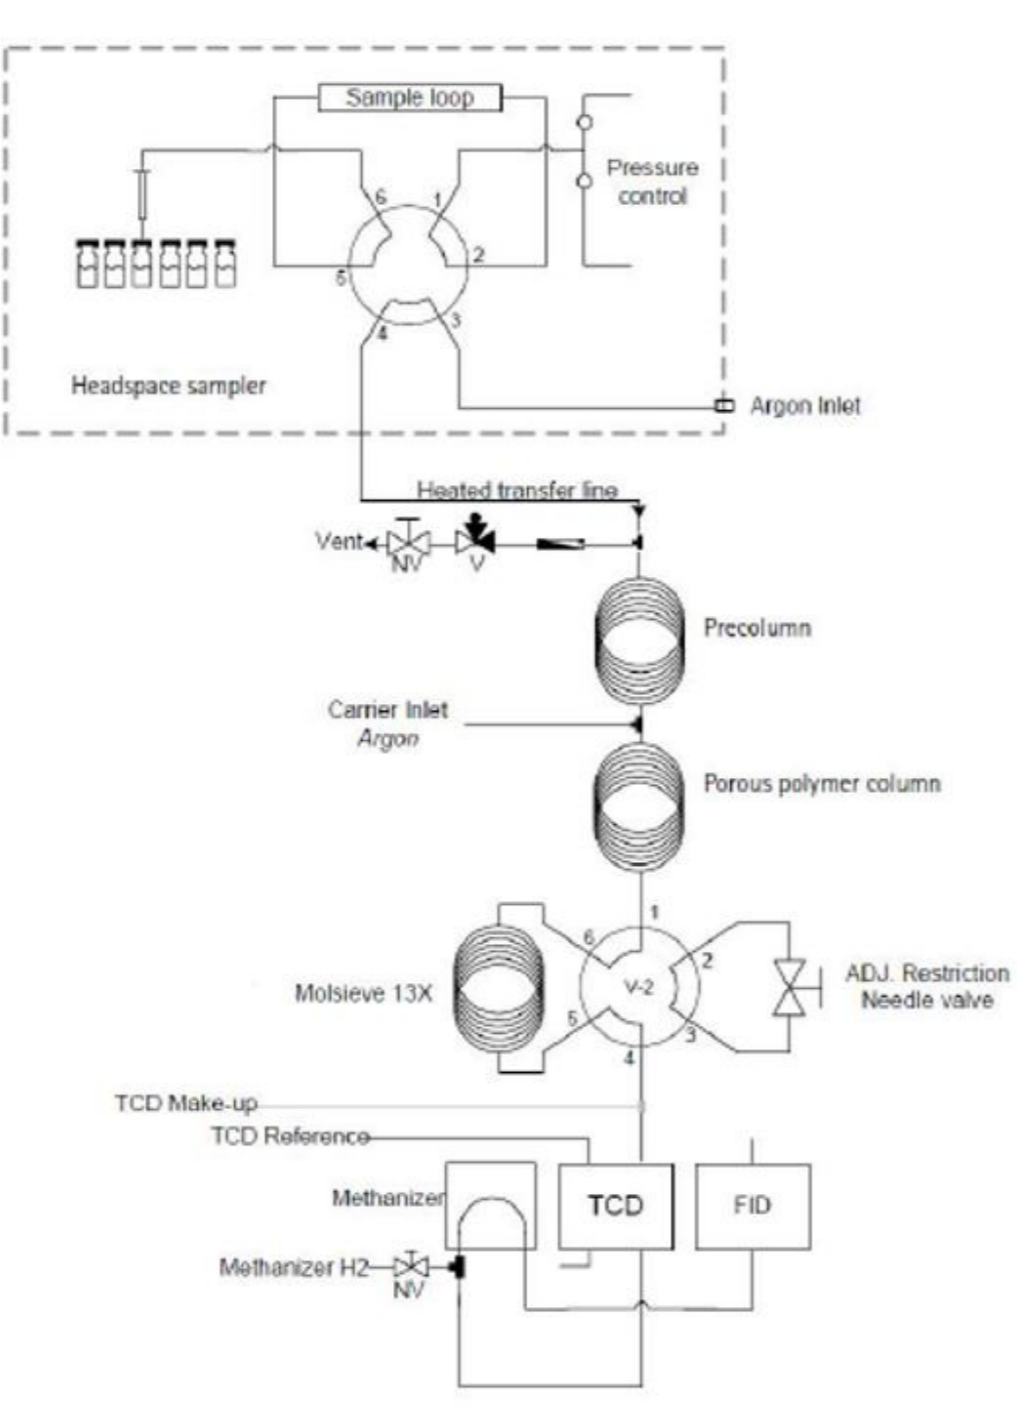 Sample loop
Pressure
control
6
1
5
2
4
3
Headspace sampler
Argon Inlet
Heated transfer line
Vent
NV
V
Precolumn
Carrier Inlet
Argon
Porous polymer column
1
6
2
Molsieve 13X
V-2
ADJ. Restriction
Needle valve
5
3
4
TCD Make-up
TCD Reference
Methanizer
TCD
FID
Methanizer H2
NV